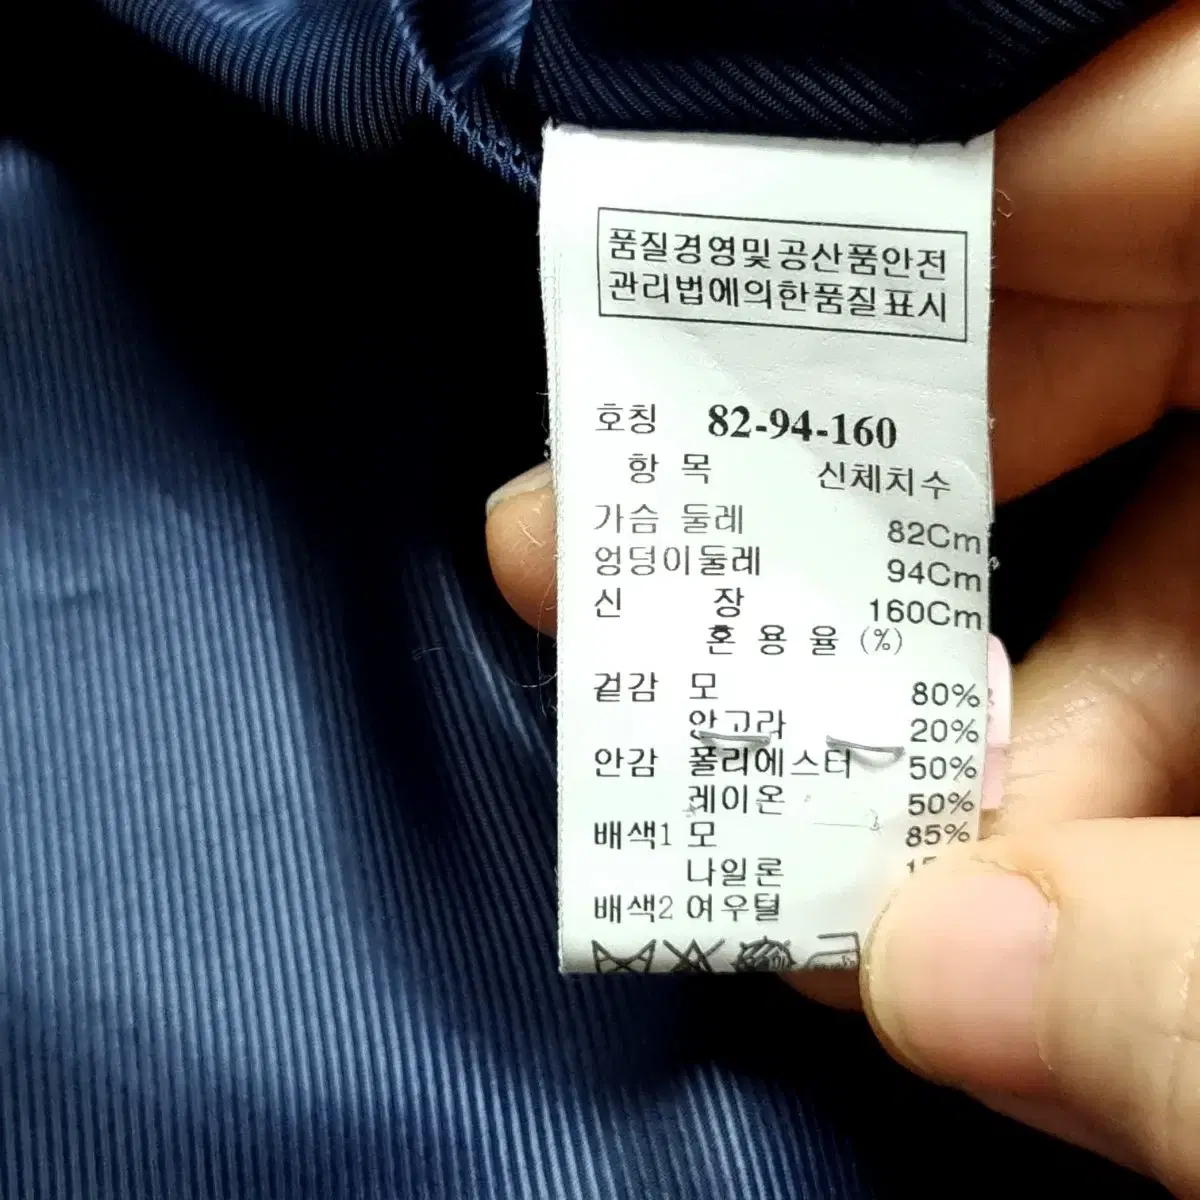 품질경영및공산품안전
관리법에의한품질표시
호칭 82-94-160
항 목 신체치수
가슴 둘레 82Cm
엉덩이둘레 94Cm
신 장 160Cm
혼 용 율 (%)
겉감 모 80%
안고라 20%
안감 폴리에스터 50%
레이온 50%
배색1 모 85%
나일론
배색2 여우털